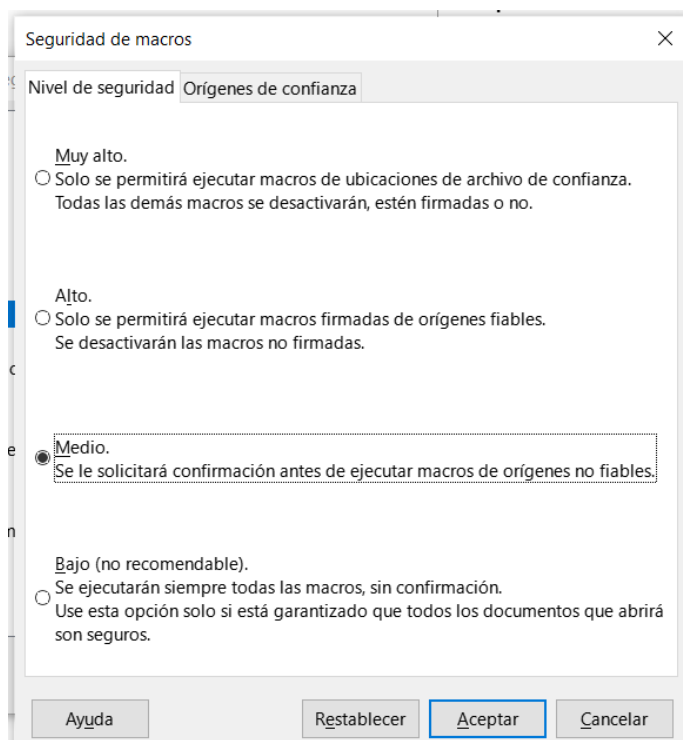 Seguridad de macros
Nivel de seguridad Orígenes de confianza
Muy alto.
Solo se permitirá ejecutar macros de ubicaciones de archivo de confianza.
Todas las demás macros se desactivarán, estén firmadas o no.
Alto.
Solo se permitirá ejecutar macros firmadas de orígenes fiables.
Se desactivarán las macros no firmadas.
Medio.
Se le solicitará confirmación antes de ejecutar macros de orígenes no fiables.
Bajo (no recomendable).
Se ejecutarán siempre todas las macros, sin confirmación.
Use esta opción solo si está garantizado que todos los documentos que abrirá
son seguros.
Ayuda Restablecer Aceptar Cancelar